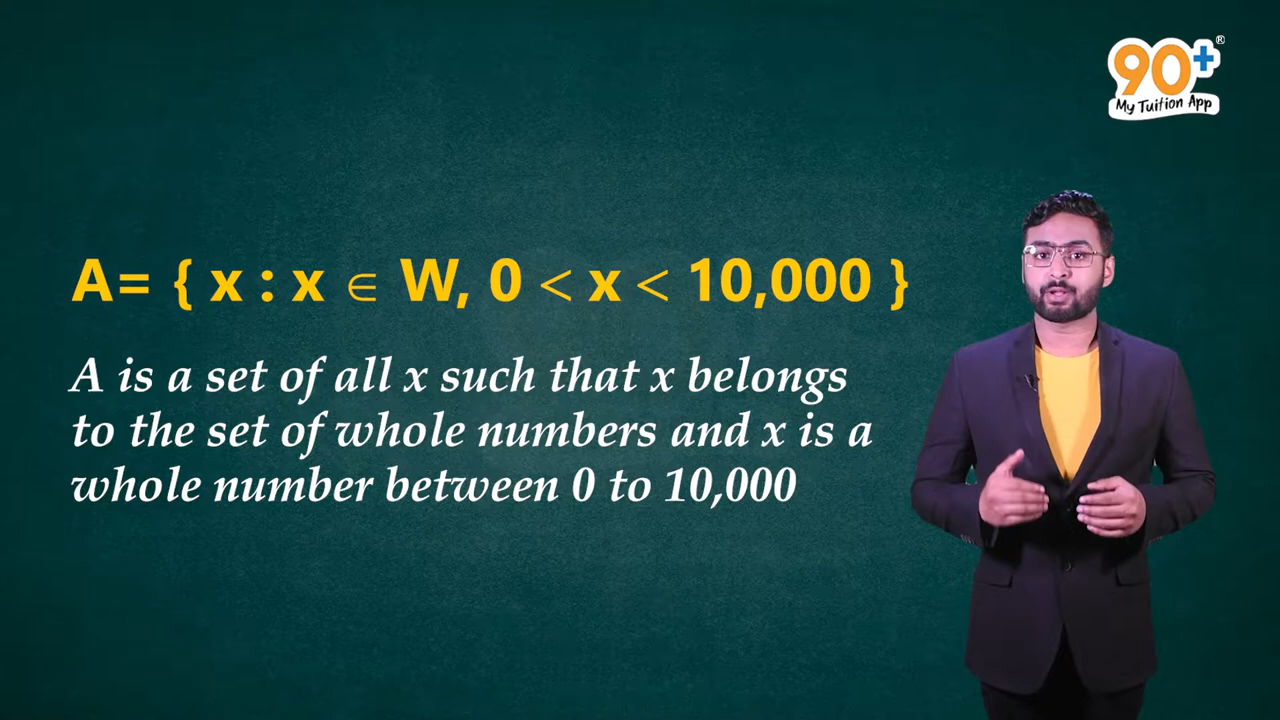 90+®
My Tuition App
A= { x : x ∈ W, 0 < x < 10,000 }
A is a set of all x such that x belongs
to the set of whole numbers and x is a
whole number between 0 to 10,000